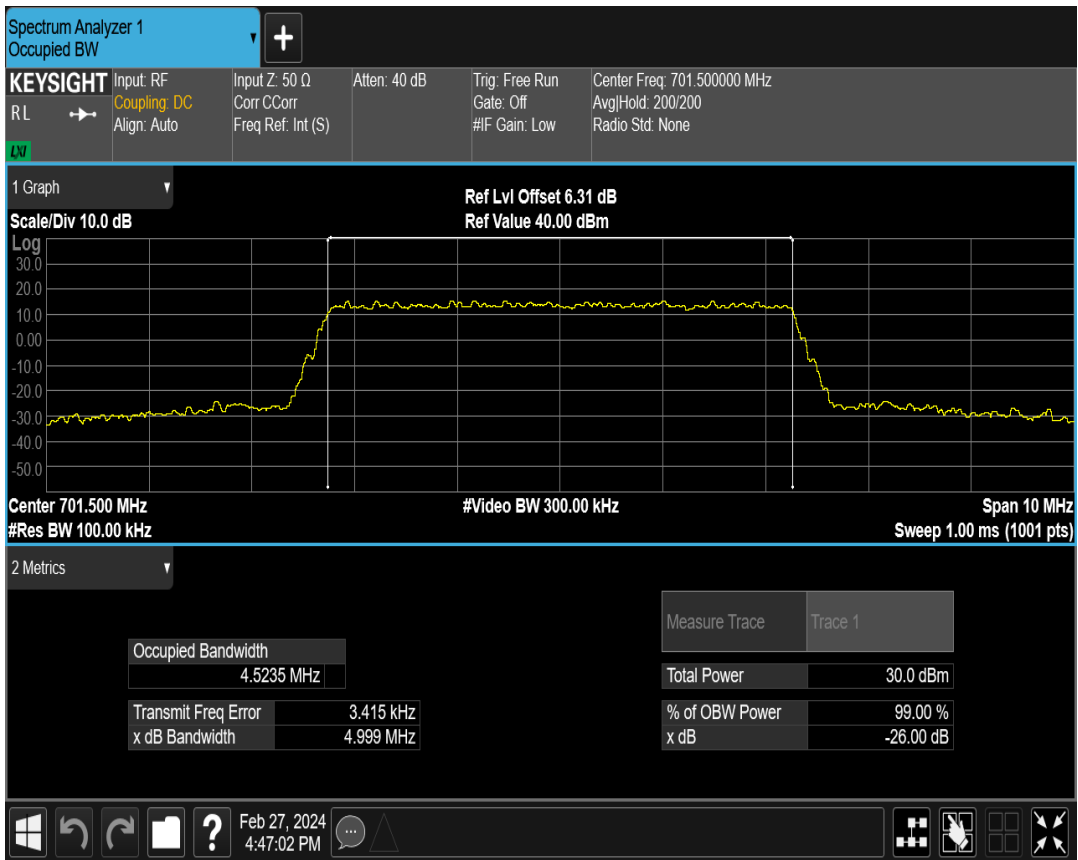 Spectrum Analyzer 1
Occupied BW
+
KEYSIGHT
RL
LXI
Input: RF
Coupling: DC
Align: Auto
Input Z: 50 Ω
Corr CCorr
Freq Ref: Int (S)
Atten: 40 dB
Trig: Free Run
Gate: Off
#IF Gain: Low
Center Freq: 701.500000 MHz
Avg|Hold: 200/200
Radio Std: None
1 Graph
Scale/Div 10.0 dB
Ref Lvl Offset 6.31 dB
Ref Value 40.00 dBm
Log
30.0
20.0
10.0
0.00
-10.0
-20.0
-30.0
-40.0
-50.0
Center 701.500 MHz
#Video BW 300.00 kHz
Span 10 MHz
#Res BW 100.00 kHz
Sweep 1.00 ms (1001 pts)
2 Metrics
Measure Trace Trace 1
Occupied Bandwidth
4.5235 MHz
Total Power 30.0 dBm
Transmit Freq Error 3.415 kHz
% of OBW Power 99.00 %
x dB Bandwidth 4.999 MHz
x dB -26.00 dB
?
Feb 27, 2024
4:47:02 PM